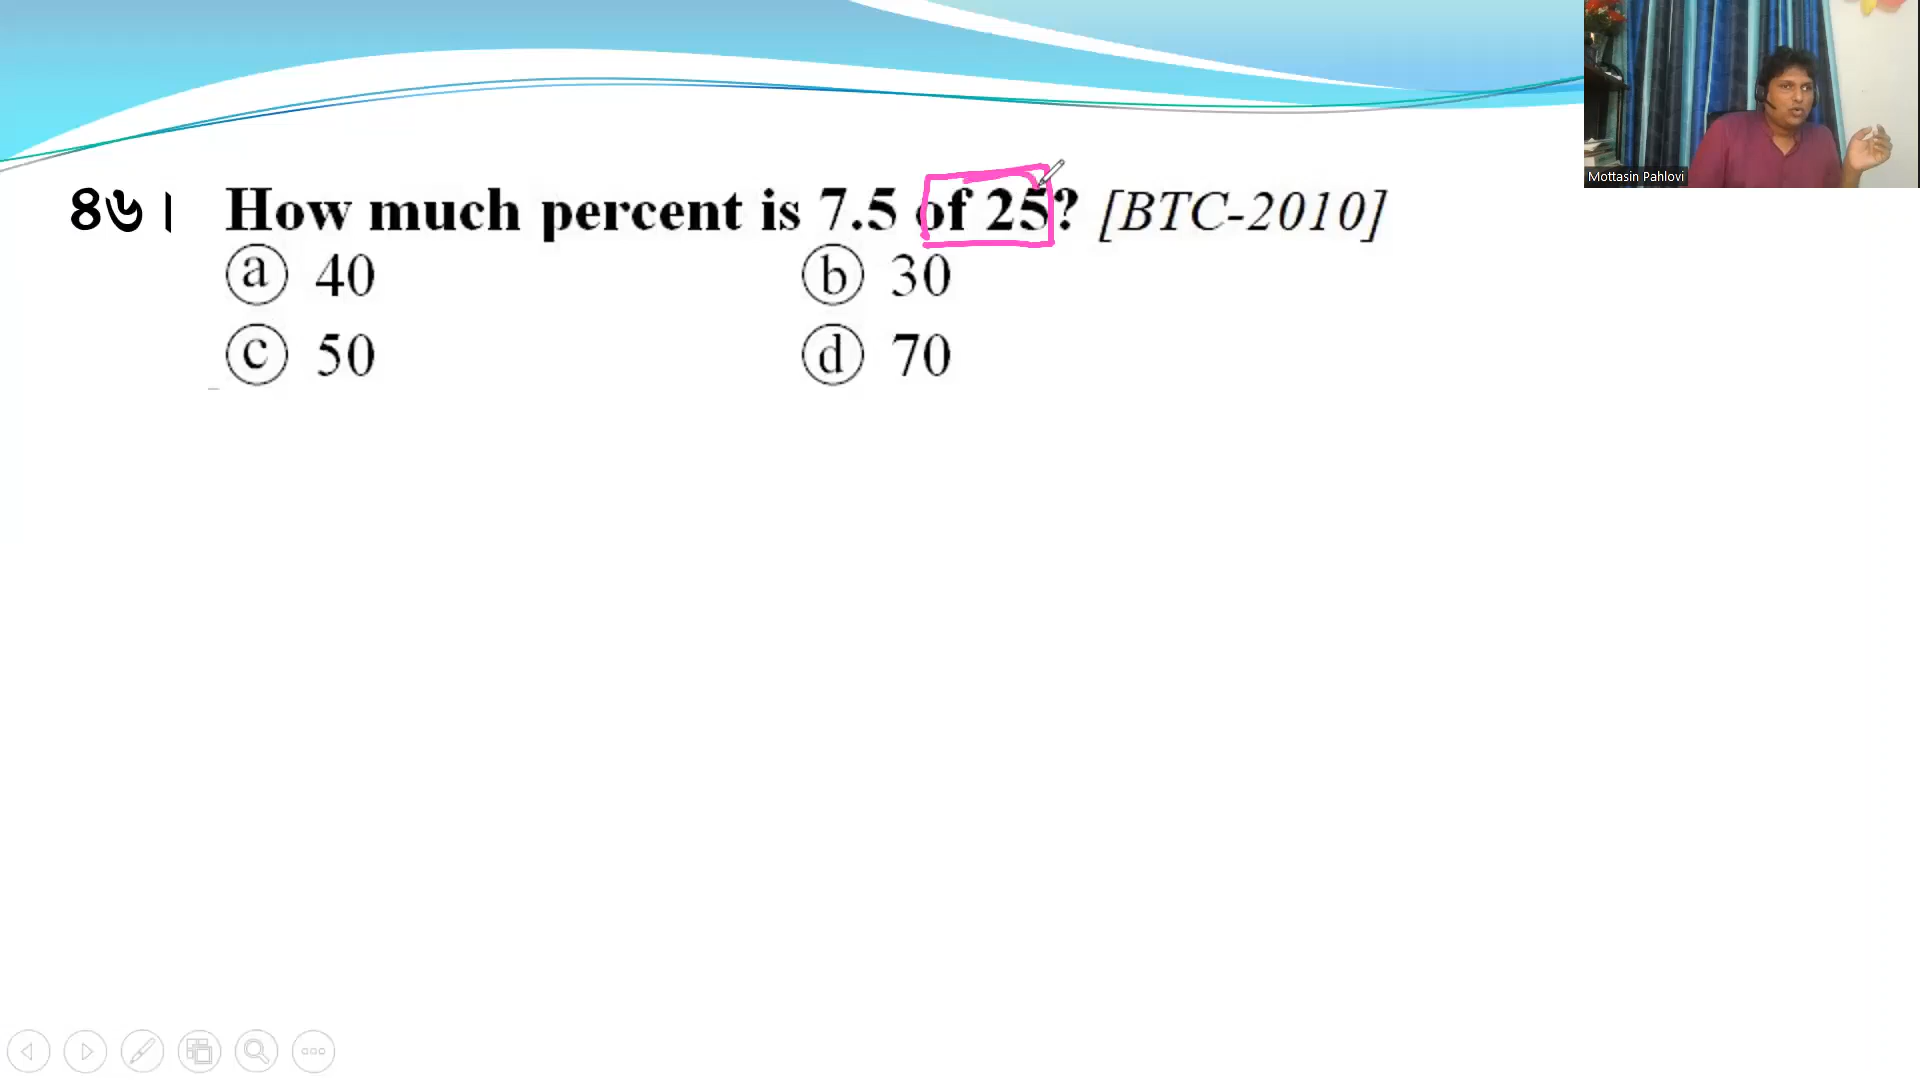 Mottasin Pahlovi
৪৬। How much percent is 7.5 of 25? [BTC-2010]
ⓐ 40 ⓑ 30
ⓒ 50 ⓓ 70